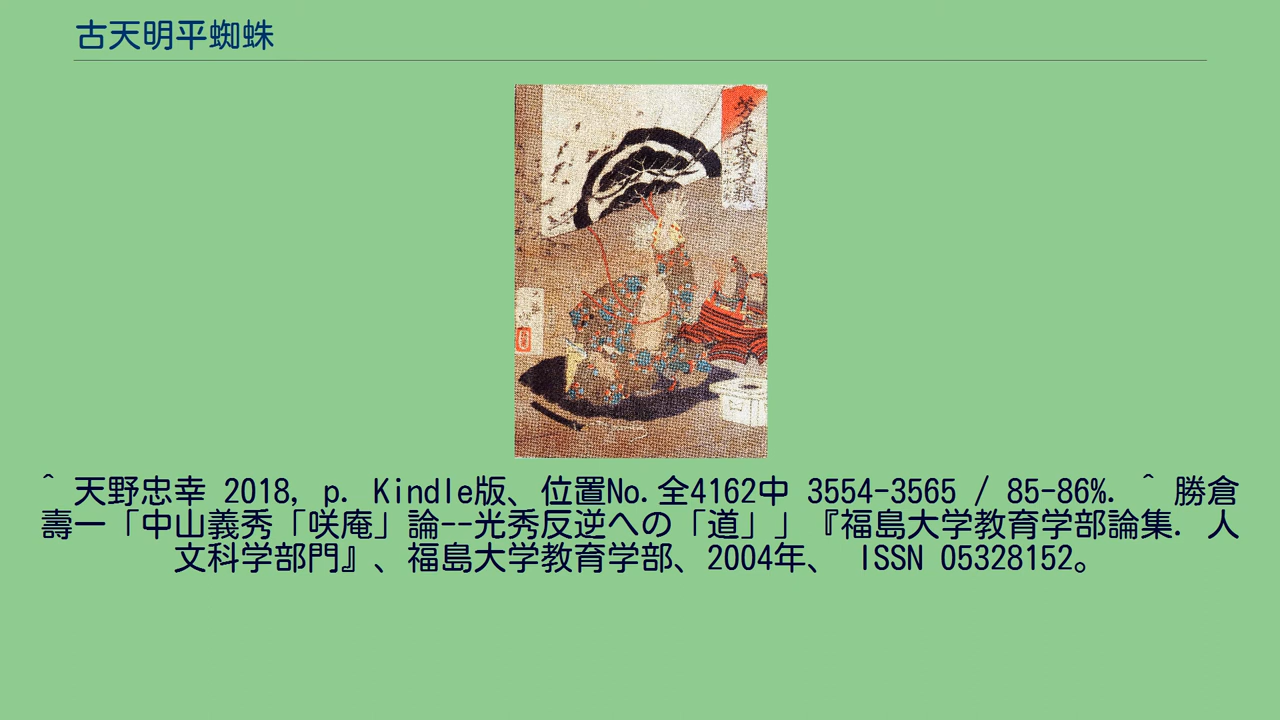 古天明平蜘蛛
^ 天野忠幸 2018, p. Kindle版、位置No.全4162中 3554-3565 / 85-86%. ^ 勝倉
壽一「中山義秀「咲庵」論--光秀反逆への「道」」『福島大学教育学部論集. 人
文科学部門』、福島大学教育学部、2004年、 ISSN 05328152。